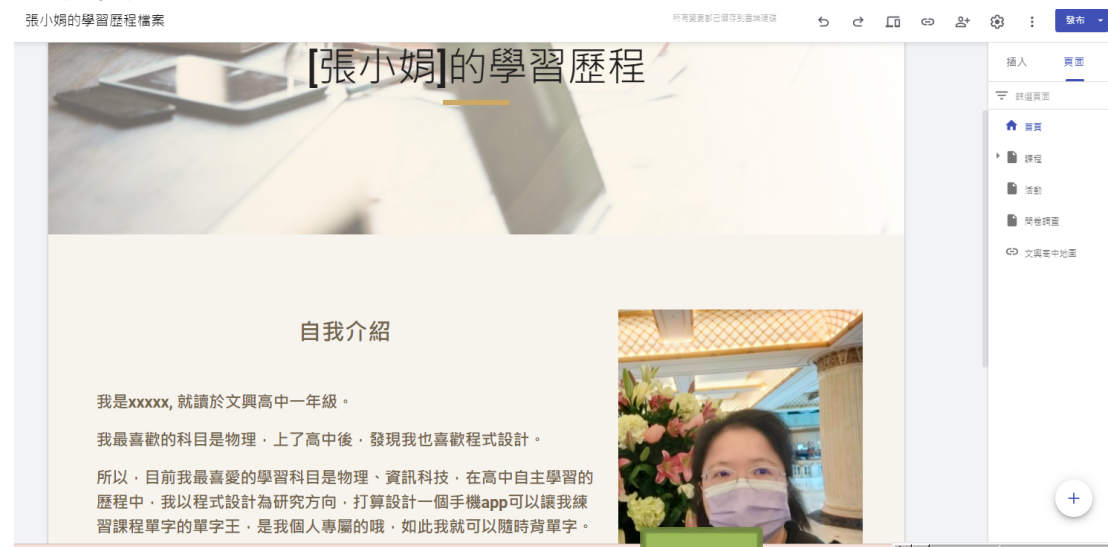 張小娟的學習歷程檔案
所有變更都已儲存到雲端硬碟
發布
[張小娟]的學習歷程
插入
頁面
篩選頁面
首頁
課程
活動
問卷調查
文興高中地圖
自我介紹
我是xxxxx, 就讀於文興高中一年級。
我最喜歡的科目是物理，上了高中後，發現我也喜歡程式設計。
所以，目前我最喜愛的學習科目是物理、資訊科技，在高中自主學習的
歷程中，我以程式設計為研究方向，打算設計一個手機app可以讓我練
習課程單字的單字王，是我個人專屬的哦，如此我就可以隨時背單字。